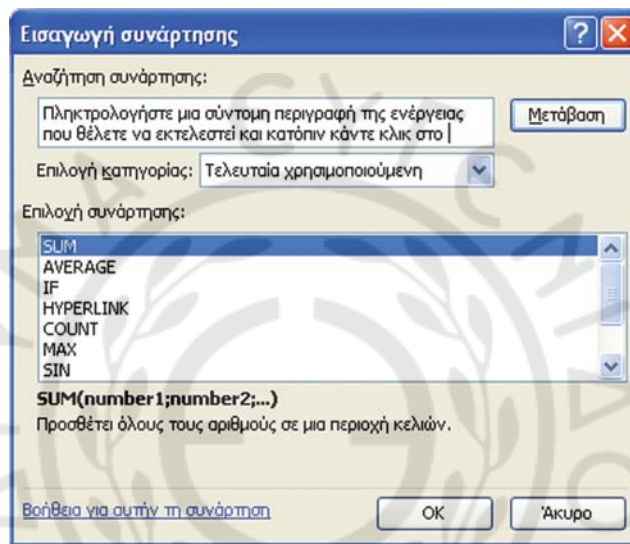 Εισαγωγή συνάρτησης
Αναζήτηση συνάρτησης:
Πληκτρολογήστε μια σύντομη περιγραφή της ενέργειας
που θέλετε να εκτελεστεί και κατόπιν κάντε κλικ στο
Μετάβαση
Επιλογή κατηγορίας: Τελευταία χρησιμοποιούμενη
Επιλοχή συνάρτησης:
SUM
AVERAGE
IF
HYPERLINK
COUNT
MAX
SIN
SUM(number1;number2;...)
Προσθέτει όλους τους αριθμούς σε μια περιοχή κελιών.
Βοήθεια για αυτήν τη συνάρτηση
OK
Άκυρο